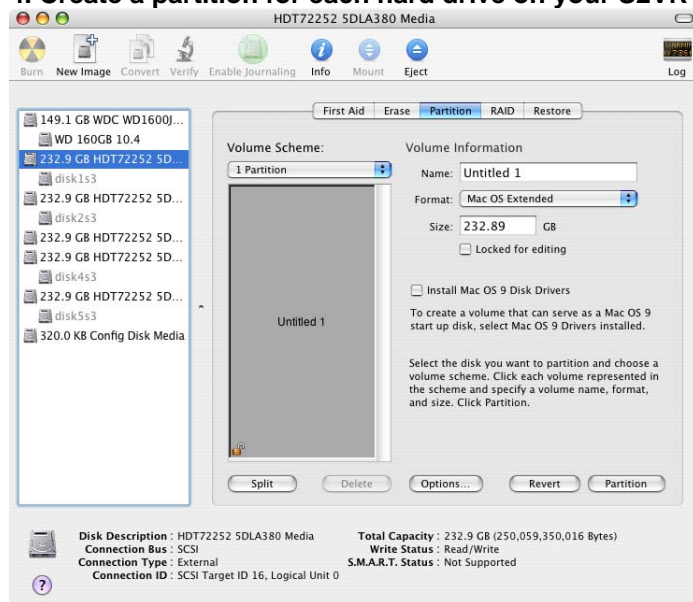 4. Create a partition for each hard drive on your S2VR
HDT72252 5DLA380 Media
Burn New Image Convert Verify Enable Journaling Info Mount Eject Log
First Aid Erase Partition RAID Restore
149.1 GB WDC WD1600J...
WD 160GB 10.4
232.9 GB HDT72252 5D...
disk1s3
232.9 GB HDT72252 5D...
disk2s3
232.9 GB HDT72252 5D...
232.9 GB HDT72252 5D...
disk4s3
232.9 GB HDT72252 5D...
disk5s3
320.0 KB Config Disk Media
Volume Scheme:
1 Partition
Untitled 1
Volume Information
Name: Untitled 1
Format: Mac OS Extended
Size: 232.89 GB
Locked for editing
Install Mac OS 9 Disk Drivers
To create a volume that can serve as a Mac OS 9
start up disk, select Mac OS 9 Drivers installed.
Select the disk you want to partition and choose a
volume scheme. Click each volume represented in
the scheme and specify a volume name, format,
and size. Click Partition.
Split Delete Options... Revert Partition
Disk Description : HDT72252 5DLA380 Media
Connection Bus : SCSI
Connection Type : External
Connection ID : SCSI Target ID 16, Logical Unit 0
Total Capacity : 232.9 GB (250,059,350,016 Bytes)
Write Status : Read/Write
S.M.A.R.T. Status : Not Supported
?